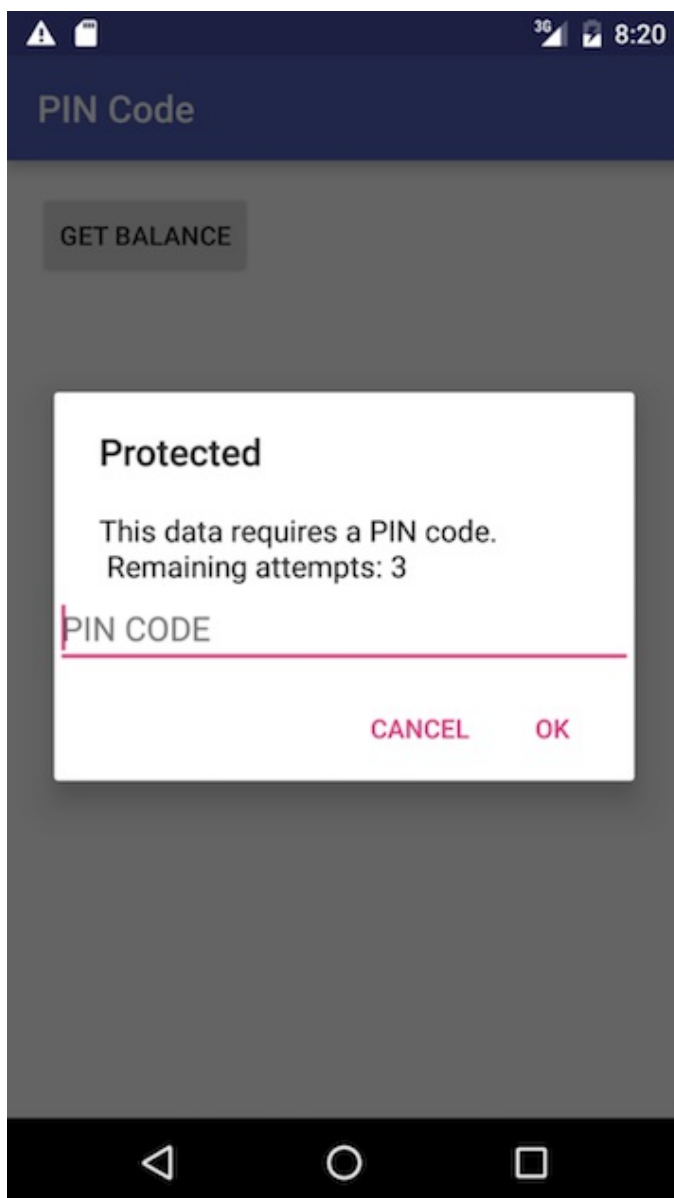 3G 8:20
PIN Code
GET BALANCE
Protected
This data requires a PIN code.
Remaining attempts: 3
PIN CODE
CANCEL OK